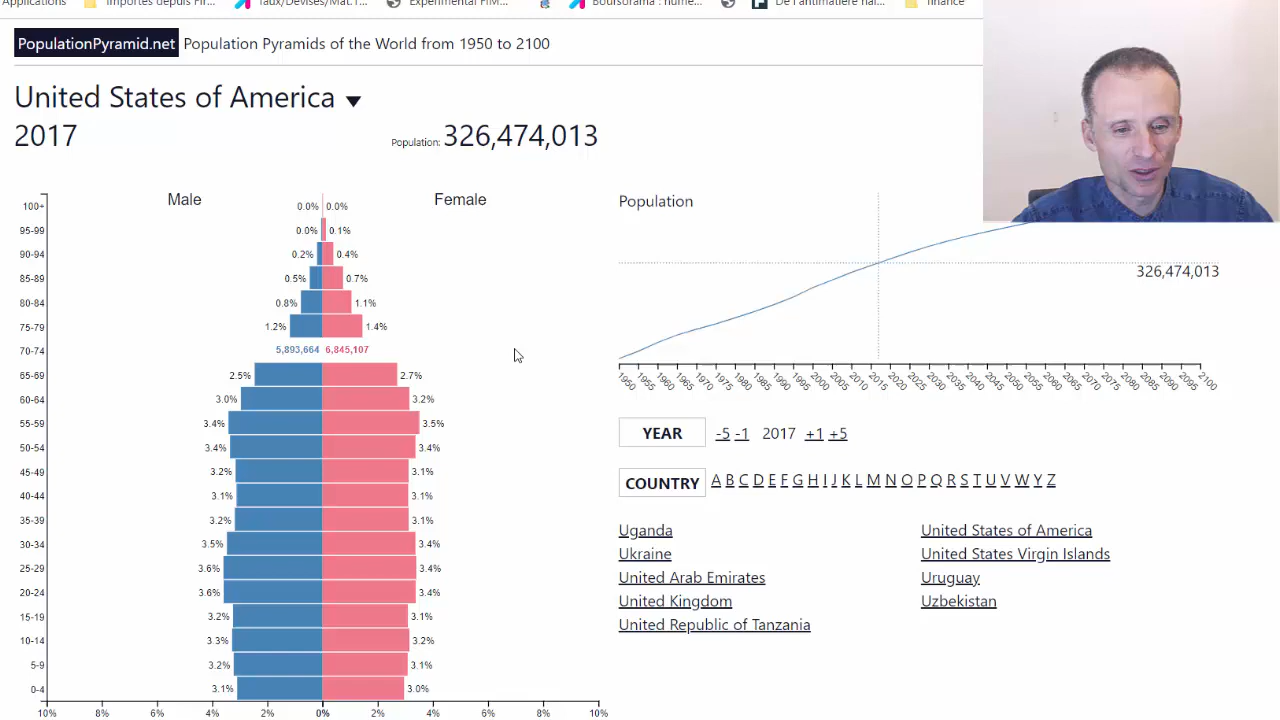 Applications
Importés depuis Fir...
Taux/Devises/Mat.1...
Boursorama : nume...
De l'antimatière nai...
finance
PopulationPyramid.net Population Pyramids of the World from 1950 to 2100
United States of America
2017
Population: 326,474,013
Male
Female
100+ 0.0% 0.0%
95-99 0.0% 0.1%
90-94 0.2% 0.4%
85-89 0.5% 0.7%
80-84 0.8% 1.1%
75-79 1.2% 1.4%
70-74 5,893,664 6,845,107
65-69 2.5% 2.7%
60-64 3.0% 3.2%
55-59 3.4% 3.5%
50-54 3.4% 3.4%
45-49 3.2% 3.1%
40-44 3.1% 3.1%
35-39 3.2% 3.1%
30-34 3.5% 3.4%
25-29 3.6% 3.4%
20-24 3.6% 3.4%
15-19 3.2% 3.1%
10-14 3.3% 3.2%
5-9 3.2% 3.1%
0-4 3.1% 3.0%
10% 8% 6% 4% 2% 0% 2% 4% 6% 8% 10%
Population
326,474,013
1950 1955 1960 1965 1970 1975 1980 1985 1990 1995 2000 2005 2010 2015 2020 2025 2030 2035 2040 2045 2050 2055 2060 2065 2070 2075 2080 2085 2090 2095 2100
YEAR -5 -1 2017 +1 +5
COUNTRY A B C D E F G H I J K L M N O P Q R S T U V W Y Z
Uganda
Ukraine
United Arab Emirates
United Kingdom
United Republic of Tanzania
United States of America
United States Virgin Islands
Uruguay
Uzbekistan